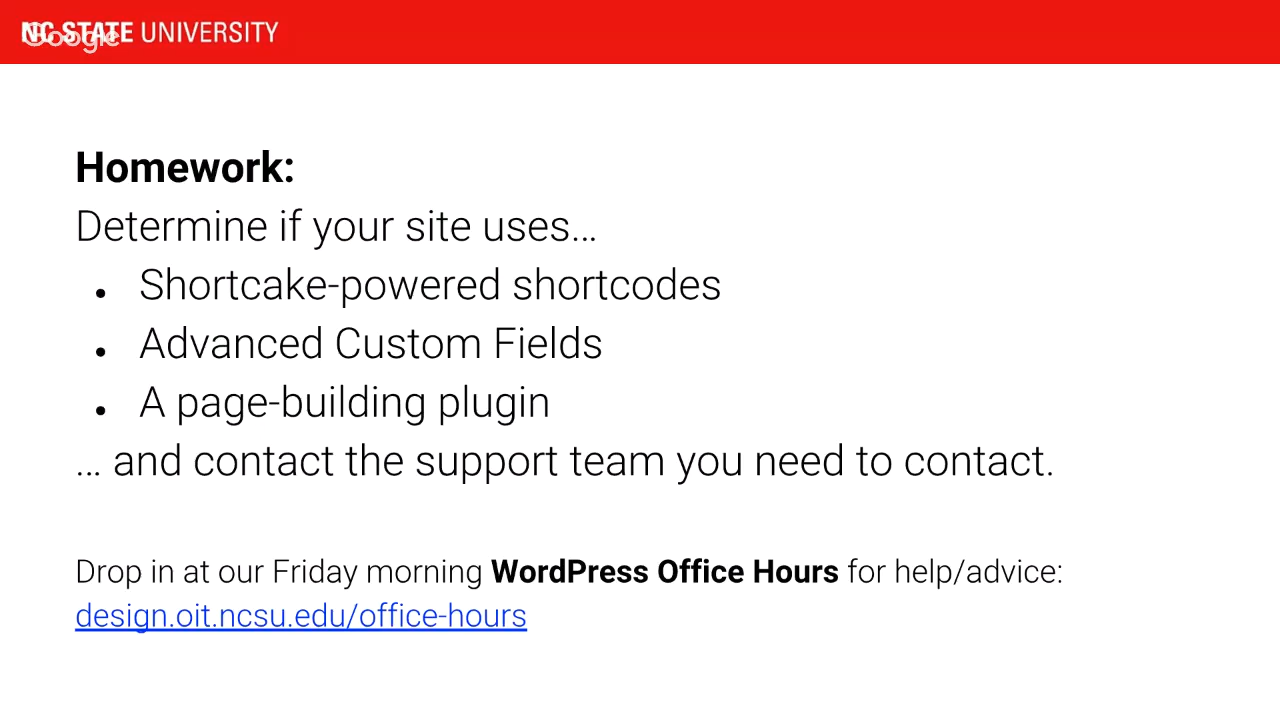 NC STATE UNIVERSITY
Google
Homework:
Determine if your site uses...
• Shortcake-powered shortcodes
• Advanced Custom Fields
• A page-building plugin
... and contact the support team you need to contact.
Drop in at our Friday morning WordPress Office Hours for help/advice:
design.oit.ncsu.edu/office-hours